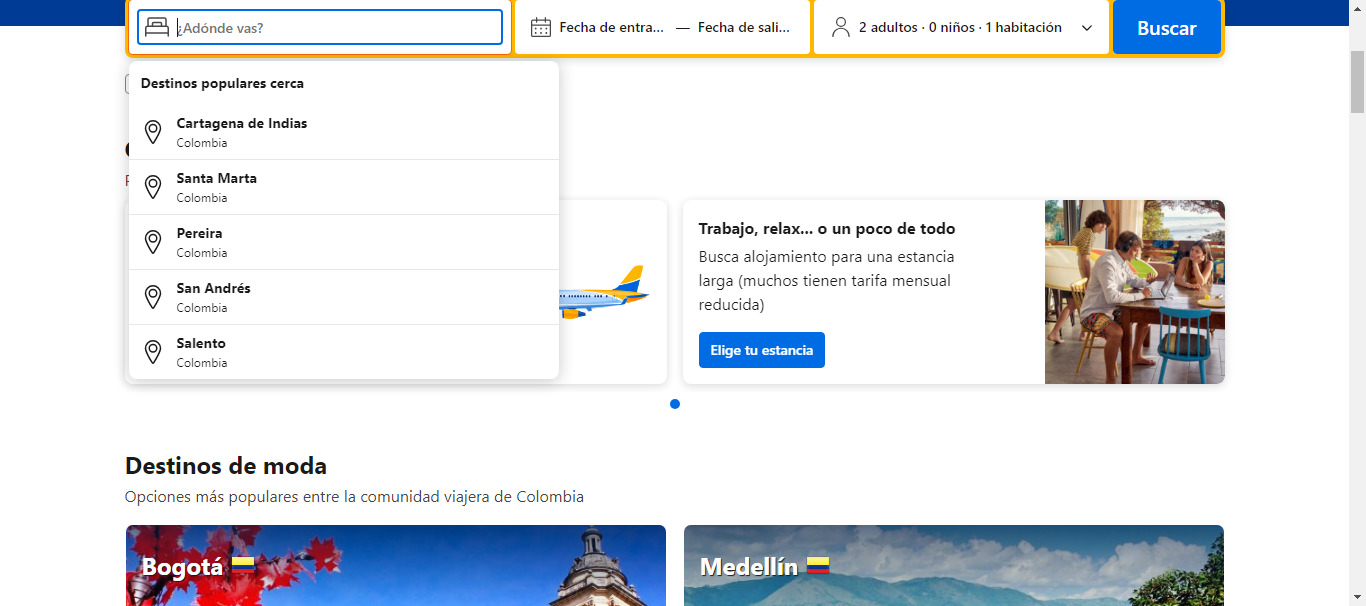 ¿Adónde vas?
Fecha de entra... — Fecha de sali...
2 adultos · 0 niños · 1 habitación
Buscar
Destinos populares cerca
Cartagena de Indias
Colombia
Santa Marta
Colombia
Pereira
Colombia
San Andrés
Colombia
Salento
Colombia
Trabajo, relax... o un poco de todo
Busca alojamiento para una estancia
larga (muchos tienen tarifa mensual
reducida)
Elige tu estancia
Destinos de moda
Opciones más populares entre la comunidad viajera de Colombia
Bogotá
Medellín